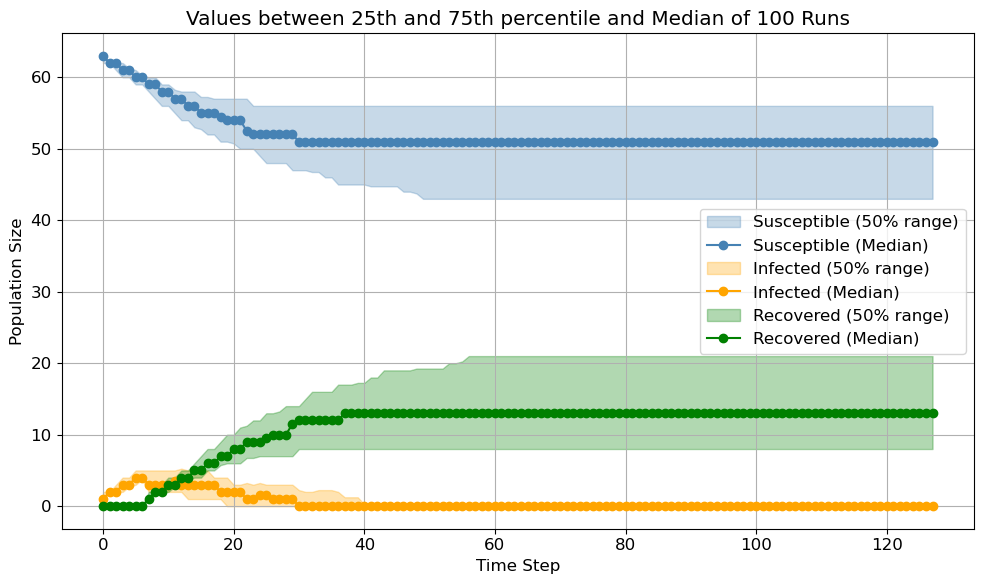 Values between 25th and 75th percentile and Median of 100 Runs
Population Size
60
50
40
30
20
10
0
Susceptible (50% range)
Susceptible (Median)
Infected (50% range)
Infected (Median)
Recovered (50% range)
Recovered (Median)
0 20 40 60 80 100 120
Time Step